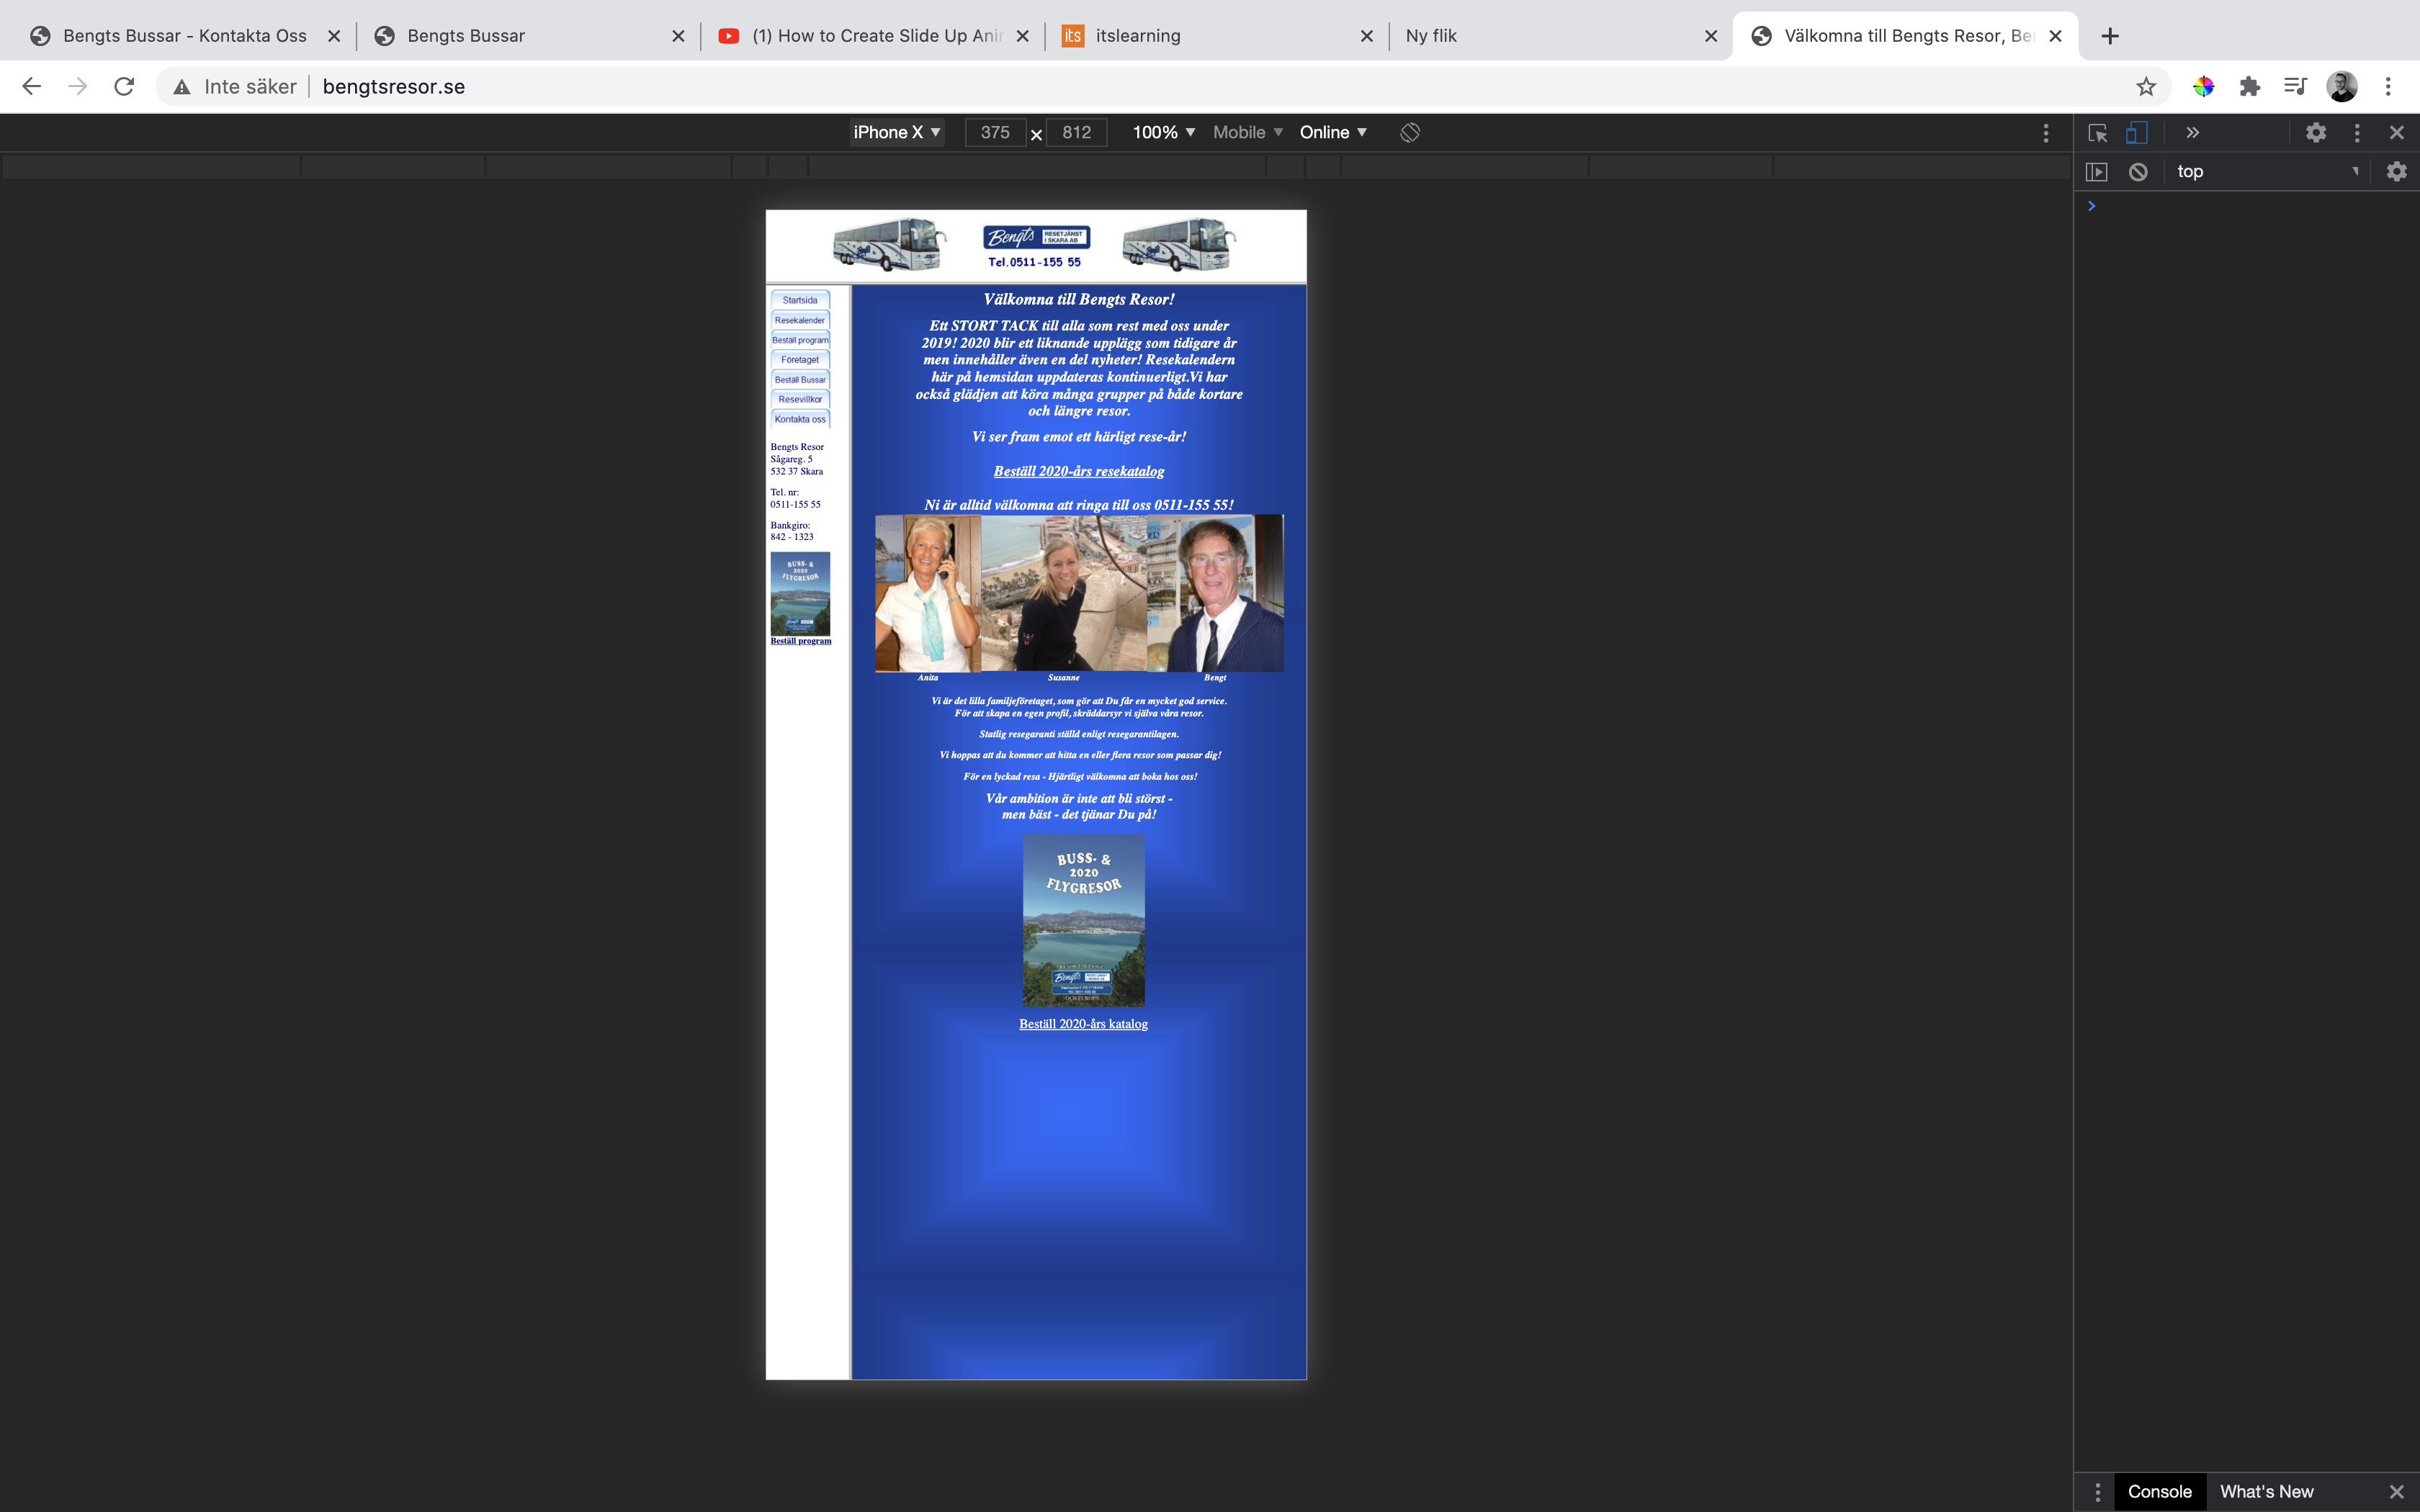 Bengts Bussar - Kontakta Oss
Bengts Bussar
(1) How to Create Slide Up Anir
its itslearning
Ny flik
Välkomna till Bengts Resor, Ber
Inte säker bengtsresor.se
iPhone X ▼ 375 × 812 100% ▼ Mobile ▼ Online ▼
top
Bengts RESETJÄNST
I SKARA AB
Tel.0511-155 55
Startsida
Resekalender
Beställ program
Företaget
Beställ Bussar
Resevillkor
Kontakta oss
Bengts Resor
Sågareg. 5
532 37 Skara
Tel. nr:
0511-155 55
Bankgiro:
842 - 1323
BUSS- &
2020
FLYGRESOR
Beställ program
Välkomna till Bengts Resor!
Ett STORT TACK till alla som rest med oss under
2019! 2020 blir ett liknande upplägg som tidigare år
men innehåller även en del nyheter! Resekalendern
här på hemsidan uppdateras kontinuerligt.Vi har
också glädjen att köra många grupper på både kortare
och längre resor.
Vi ser fram emot ett härligt rese-år!
Beställ 2020-års resekatalog
Ni är alltid välkomna att ringa till oss 0511-155 55!
Anita Susanne Bengt
Vi är det lilla familjeföretaget, som gör att Du får en mycket god service.
För att skapa en egen profil, skräddarsyr vi själva våra resor.
Statlig resegaranti ställd enligt resegarantilagen.
Vi hoppas att du kommer att hitta en eller flera resor som passar dig!
För en lyckad resa - Hjärtligt välkomna att boka hos oss!
Vår ambition är inte att bli störst -
men bäst - det tjänar Du på!
BUSS- &
2020
FLYGRESOR
Bengts RESETJÄNST
I SKARA AB
OCH EUROPA
Beställ 2020-års katalog
Console What's New